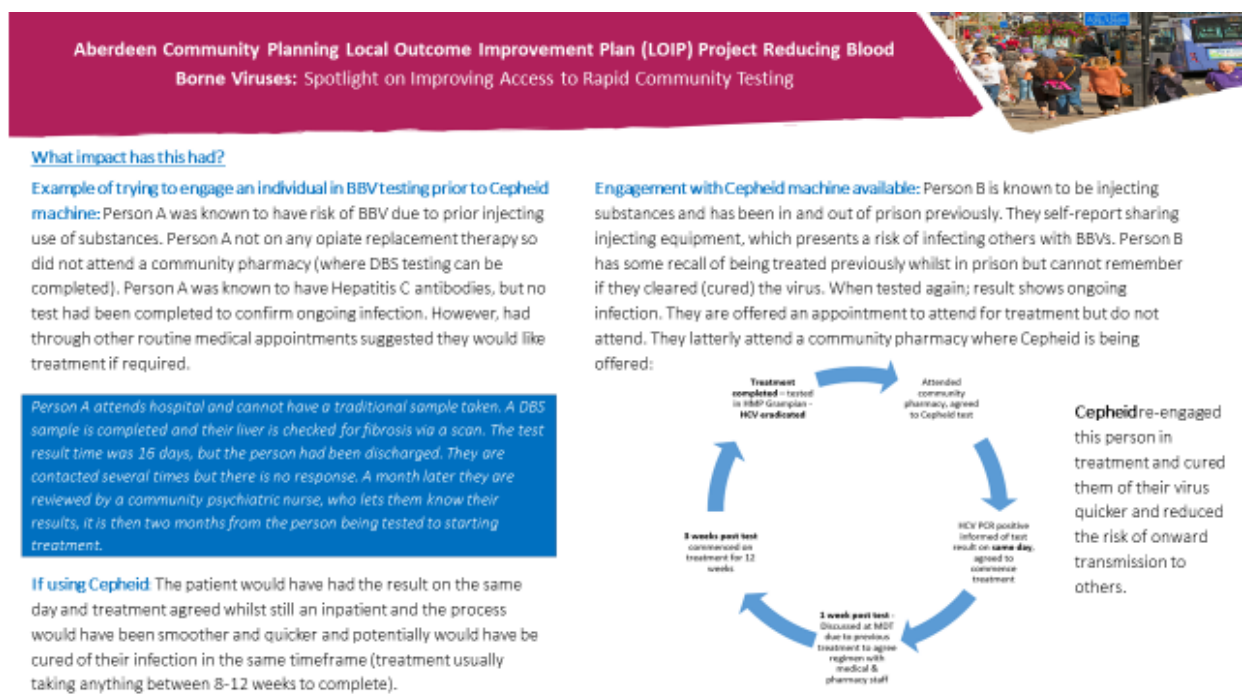 Aberdeen Community Planning Local Outcome Improvement Plan (LOIP) Project Reducing Blood
Borne Viruses: Spotlight on Improving Access to Rapid Community Testing
What impact has this had?
Example of trying to engage an individual in BBV testing prior to Cepheid
machine: Person A was known to have risk of BBV due to prior injecting
use of substances. Person A not on any opiate replacement therapy so
did not attend a community pharmacy (where DBS testing can be
completed). Person A was known to have Hepatitis C antibodies, but no
test had been completed to confirm ongoing infection. However, had
through other routine medical appointments suggested they would like
treatment if required.
Person A attends hospital and cannot have a traditional sample taken. A DBS
sample is completed and their liver is checked for fibrosis via a scan. The test
result time was 16 days, but the person had been discharged. They are
contacted several times but there is no response. A month later they are
reviewed by a community psychiatric nurse, who lets them know their
results, it is then two months from the person being tested to starting
treatment.
If using Cepheid: The patient would have had the result on the same
day and treatment agreed whilst still an inpatient and the process
would have been smoother and quicker and potentially would have be
cured of their infection in the same timeframe (treatment usually
taking anything between 8-12 weeks to complete).
Engagement with Cepheid machine available: Person B is known to be injecting
substances and has been in and out of prison previously. They self-report sharing
injecting equipment, which presents a risk of infecting others with BBVs. Person B
has some recall of being treated previously whilst in prison but cannot remember
if they cleared (cured) the virus. When tested again; result shows ongoing
infection. They are offered an appointment to attend for treatment but do not
attend. They latterly attend a community pharmacy where Cepheid is being
offered:
Attended
community
pharmacy, agreed
to Cepheid test
HCV PCR positive
informed of test
result on same day,
agreed to
commence
treatment
1 week post test -
Discussed at MDT
due to previous
treatment to agree
regimen with
medical &
pharmacy staff
3 weeks post test
commenced on
treatment for 12
weeks
Treatment
completed – tested
in HMP Grampian -
HCV eradicated
Cepheid re-engaged
this person in
treatment and cured
them of their virus
quicker and reduced
the risk of onward
transmission to
others.